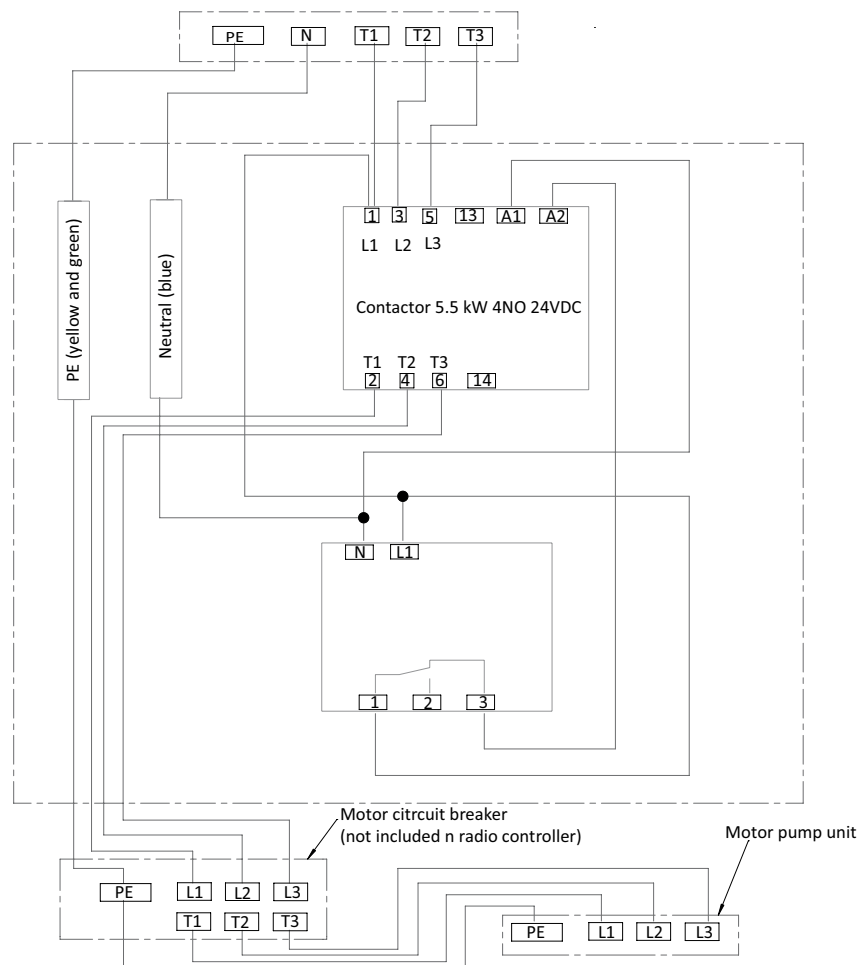 PE N T1 T2 T3
1 3 5 13 A1 A2
L1 L2 L3
PE (yellow and green)
Neutral (blue)
Contactor 5.5 kW 4NO 24VDC
T1 T2 T3
2 4 6 14
N L1
1 2 3
Motor citrcuit breaker
(not included n radio controller)
Motor pump unit
PE L1 L2 L3
T1 T2 T3
PE L1 L2 L3